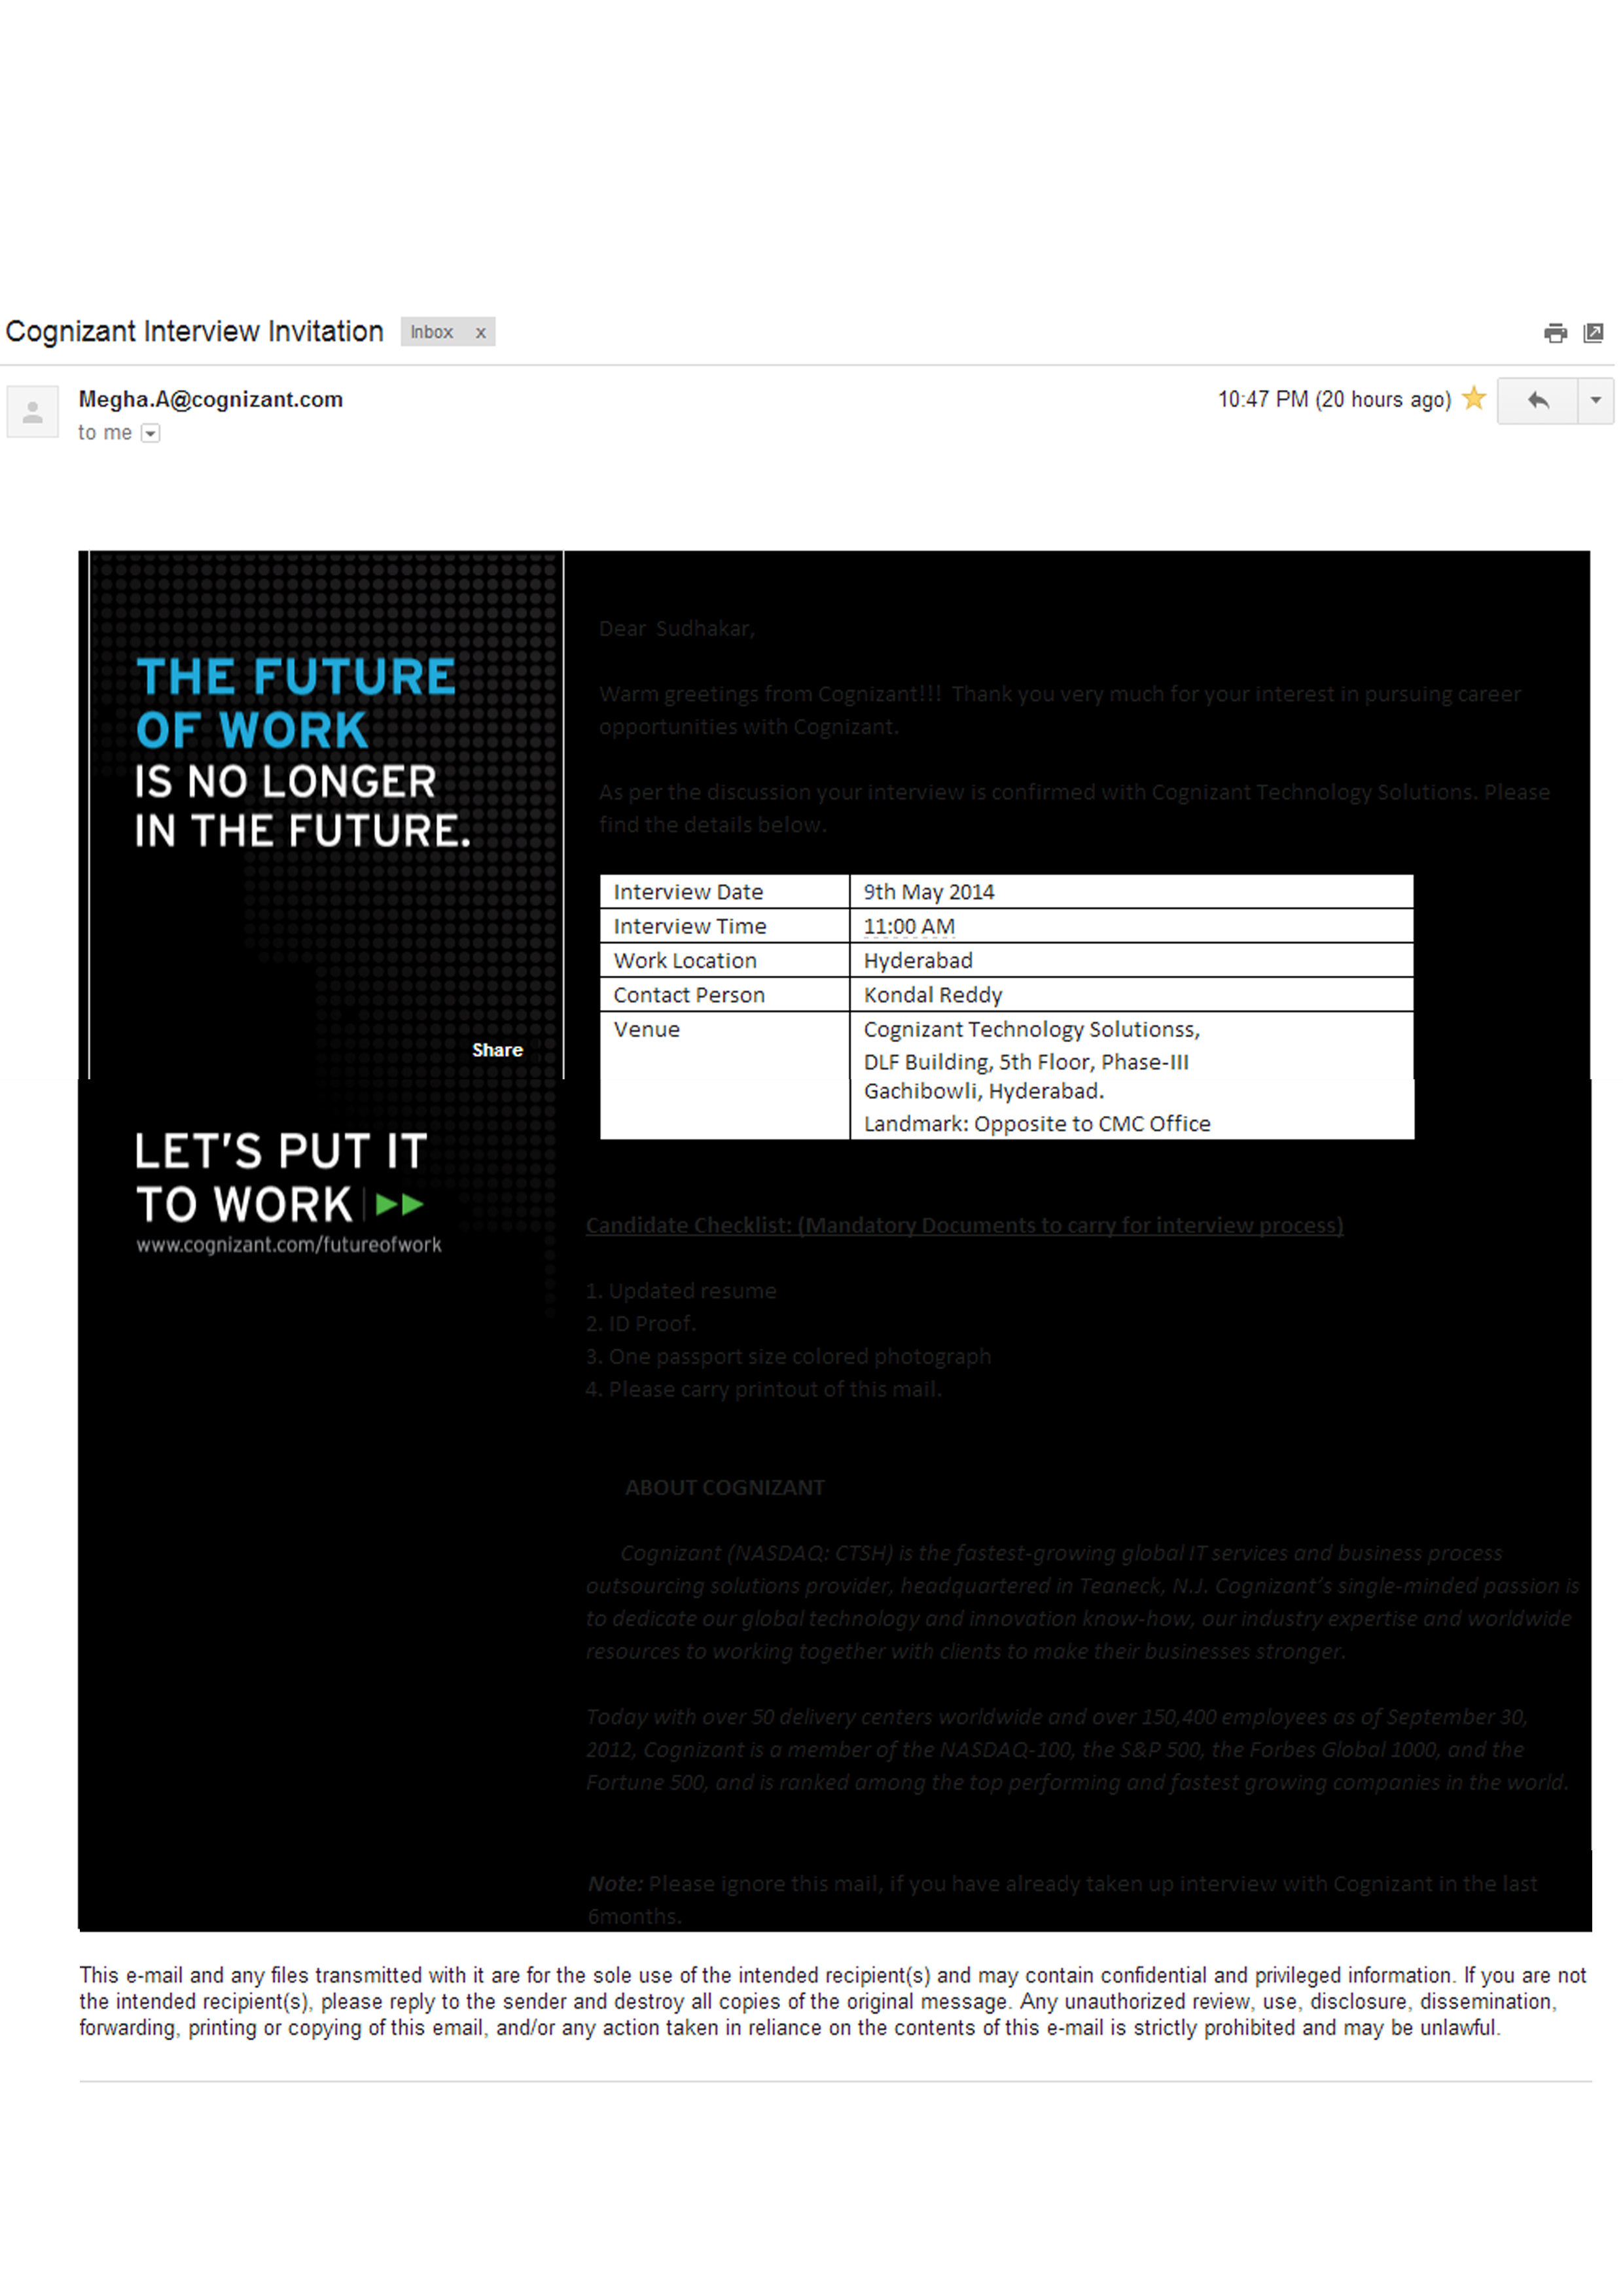 Cognizant Interview Invitation Inbox x
Megha.A@cognizant.com 10:47 PM (20 hours ago)
to me
THE FUTURE
OF WORK
IS NO LONGER
IN THE FUTURE.
Share
LET'S PUT IT
TO WORK
www.cognizant.com/futureofwork
Dear Sudhakar,
Warm greetings from Cognizant!!! Thank you very much for your interest in pursuing career
opportunities with Cognizant.
As per the discussion your interview is confirmed with Cognizant Technology Solutions. Please
find the details below.
Interview Date 9th May 2014
Interview Time 11:00 AM
Work Location Hyderabad
Contact Person Kondal Reddy
Venue Cognizant Technology Solutionss,
DLF Building, 5th Floor, Phase-III
Gachibowli, Hyderabad.
Landmark: Opposite to CMC Office
Candidate Checklist: (Mandatory Documents to carry for interview process)
1. Updated resume
2. ID Proof.
3. One passport size colored photograph
4. Please carry printout of this mail.
ABOUT COGNIZANT
Cognizant (NASDAQ: CTSH) is the fastest-growing global IT services and business process
outsourcing solutions provider, headquartered in Teaneck, N.J. Cognizant's single-minded passion is
to dedicate our global technology and innovation know-how, our industry expertise and worldwide
resources to working together with clients to make their businesses stronger.
Today with over 50 delivery centers worldwide and over 150,400 employees as of September 30,
2012, Cognizant is a member of the NASDAQ-100, the S&P 500, the Forbes Global 1000, and the
Fortune 500, and is ranked among the top performing and fastest growing companies in the world.
Note: Please ignore this mail, if you have already taken up interview with Cognizant in the last
6months.
This e-mail and any files transmitted with it are for the sole use of the intended recipient(s) and may contain confidential and privileged information. If you are not
the intended recipient(s), please reply to the sender and destroy all copies of the original message. Any unauthorized review, use, disclosure, dissemination,
forwarding, printing or copying of this email, and/or any action taken in reliance on the contents of this e-mail is strictly prohibited and may be unlawful.